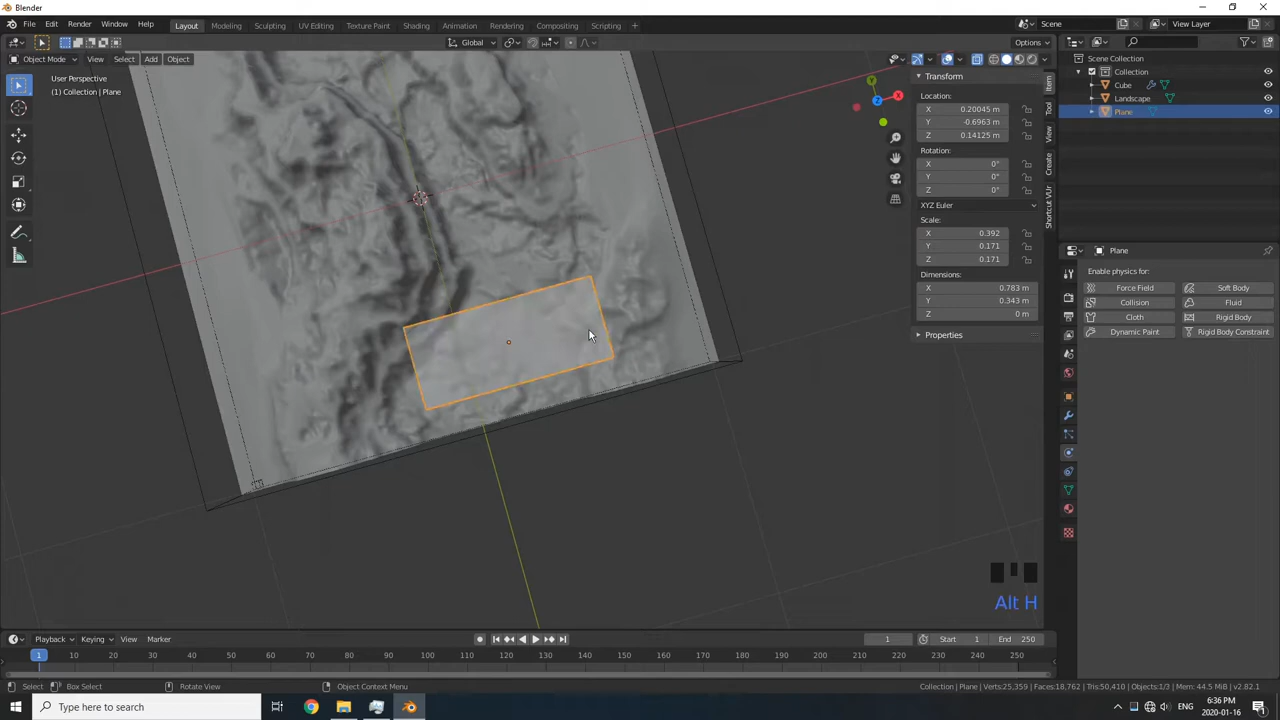 Blender
File Edit Render Window Help Layout Modeling Sculpting UV Editing Texture Paint Shading Animation Rendering Compositing Scripting + Scene View Layer
Global Options
Object Mode View Select Add Object
User Perspective
(1) Collection | Plane
Z X Y
Transform
Location:
X 0.20045 m
Y -0.6963 m
Z 0.14125 m
Rotation:
X 0°
Y 0°
Z 0°
XYZ Euler
Scale:
X 0.392
Y 0.171
Z 0.171
Dimensions:
X 0.783 m
Y 0.343 m
Z 0 m
Properties
Item
Tool
View
Create
Shortcut VUr
Scene Collection
Collection
Cube
Landscape
Plane
Plane
Enable physics for:
Force Field Soft Body
Collision Fluid
Cloth Rigid Body
Dynamic Paint Rigid Body Constraint
Alt H
Playback Keying View Marker 1 Start 1 End 250
1 10 20 30 40 50 60 70 80 90 100 110 120 130 140 150 160 170 180 190 200 210 220 230 240 250
Select Box Select Rotate View Object Context Menu Collection | Plane | Verts:25,359 | Faces:18,762 | Tris:50,410 | Objects:1/3 | Mem: 44.5 MiB | v2.82.1
Type here to search ENG 6:36 PM 2020-01-16